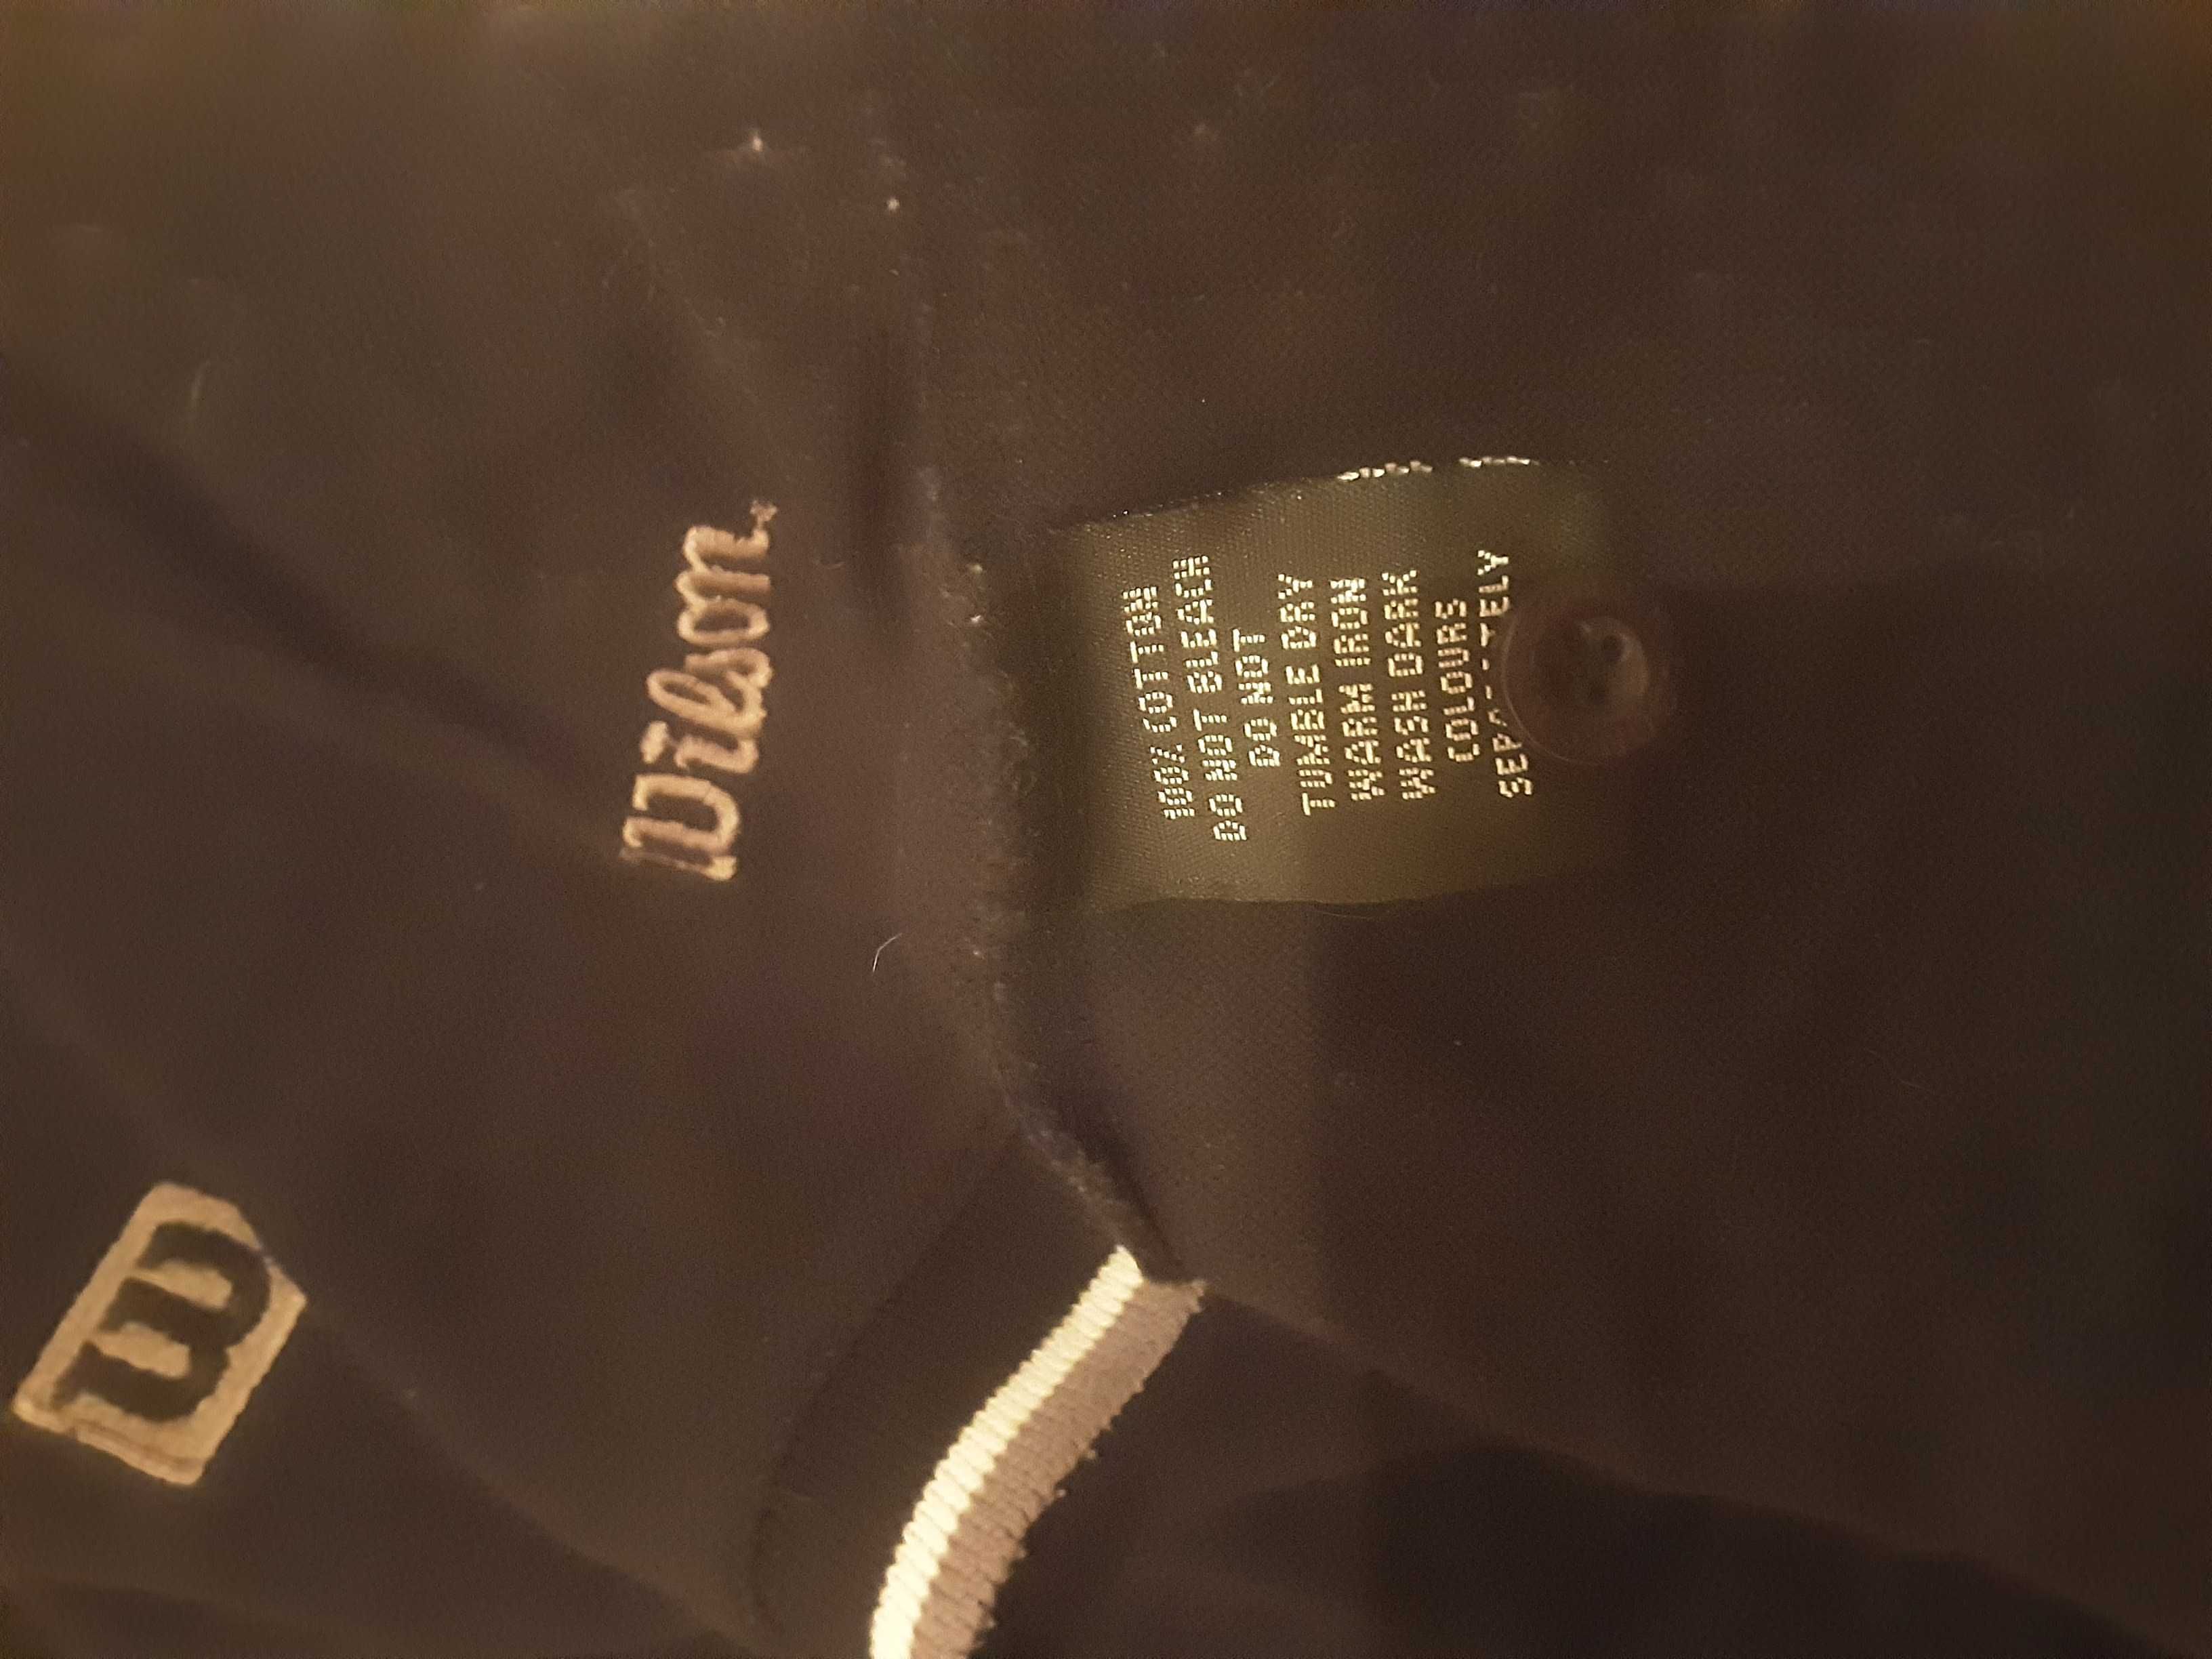 Wilson
W
100% COTTON
DO NOT BLEACH
DO NOT
TUMBLE DRY
WARM IRON
WASH DARK
COLOURS